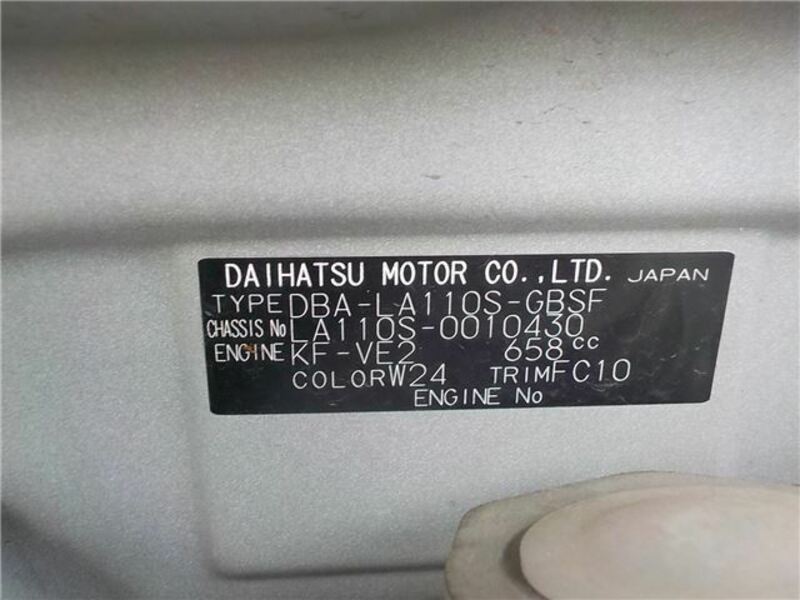 DAIHATSU MOTOR CO.,LTD. JAPAN
TYPE DBA-LA110S-GBSF
CHASSIS No LA110S-0010430
ENGINE KF-VE2 658cc
COLOR W24 TRIM FC10
ENGINE No